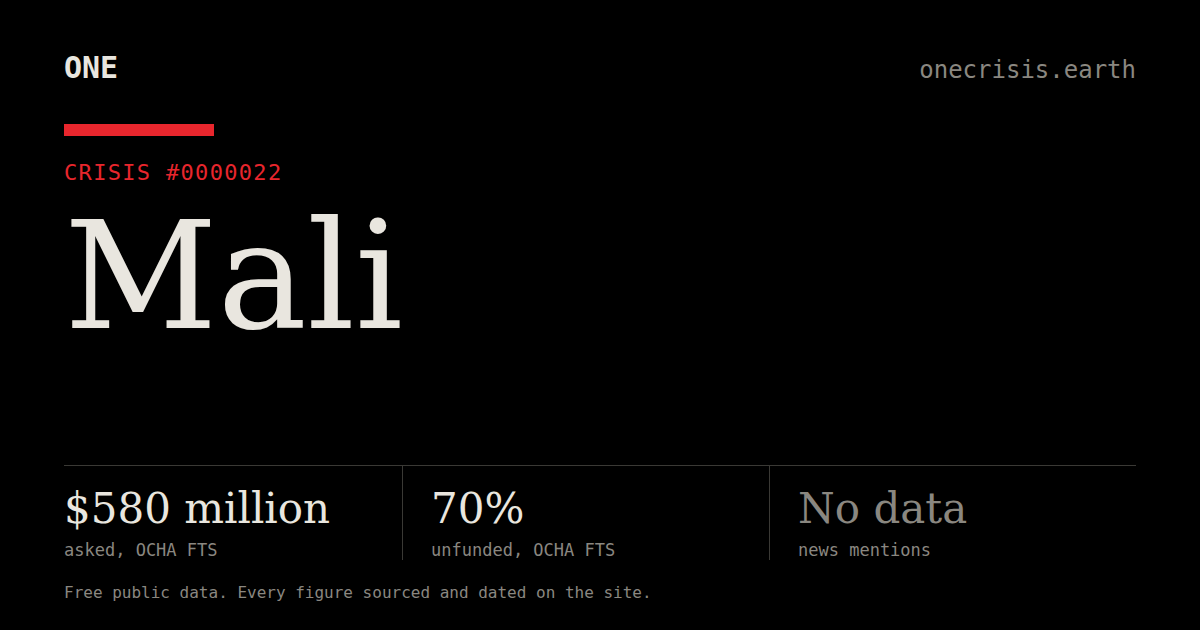 ONE
onecrisis.earth
CRISIS #0000022
Mali
$580 million
asked, OCHA FTS
70%
unfunded, OCHA FTS
No data
news mentions
Free public data. Every figure sourced and dated on the site.